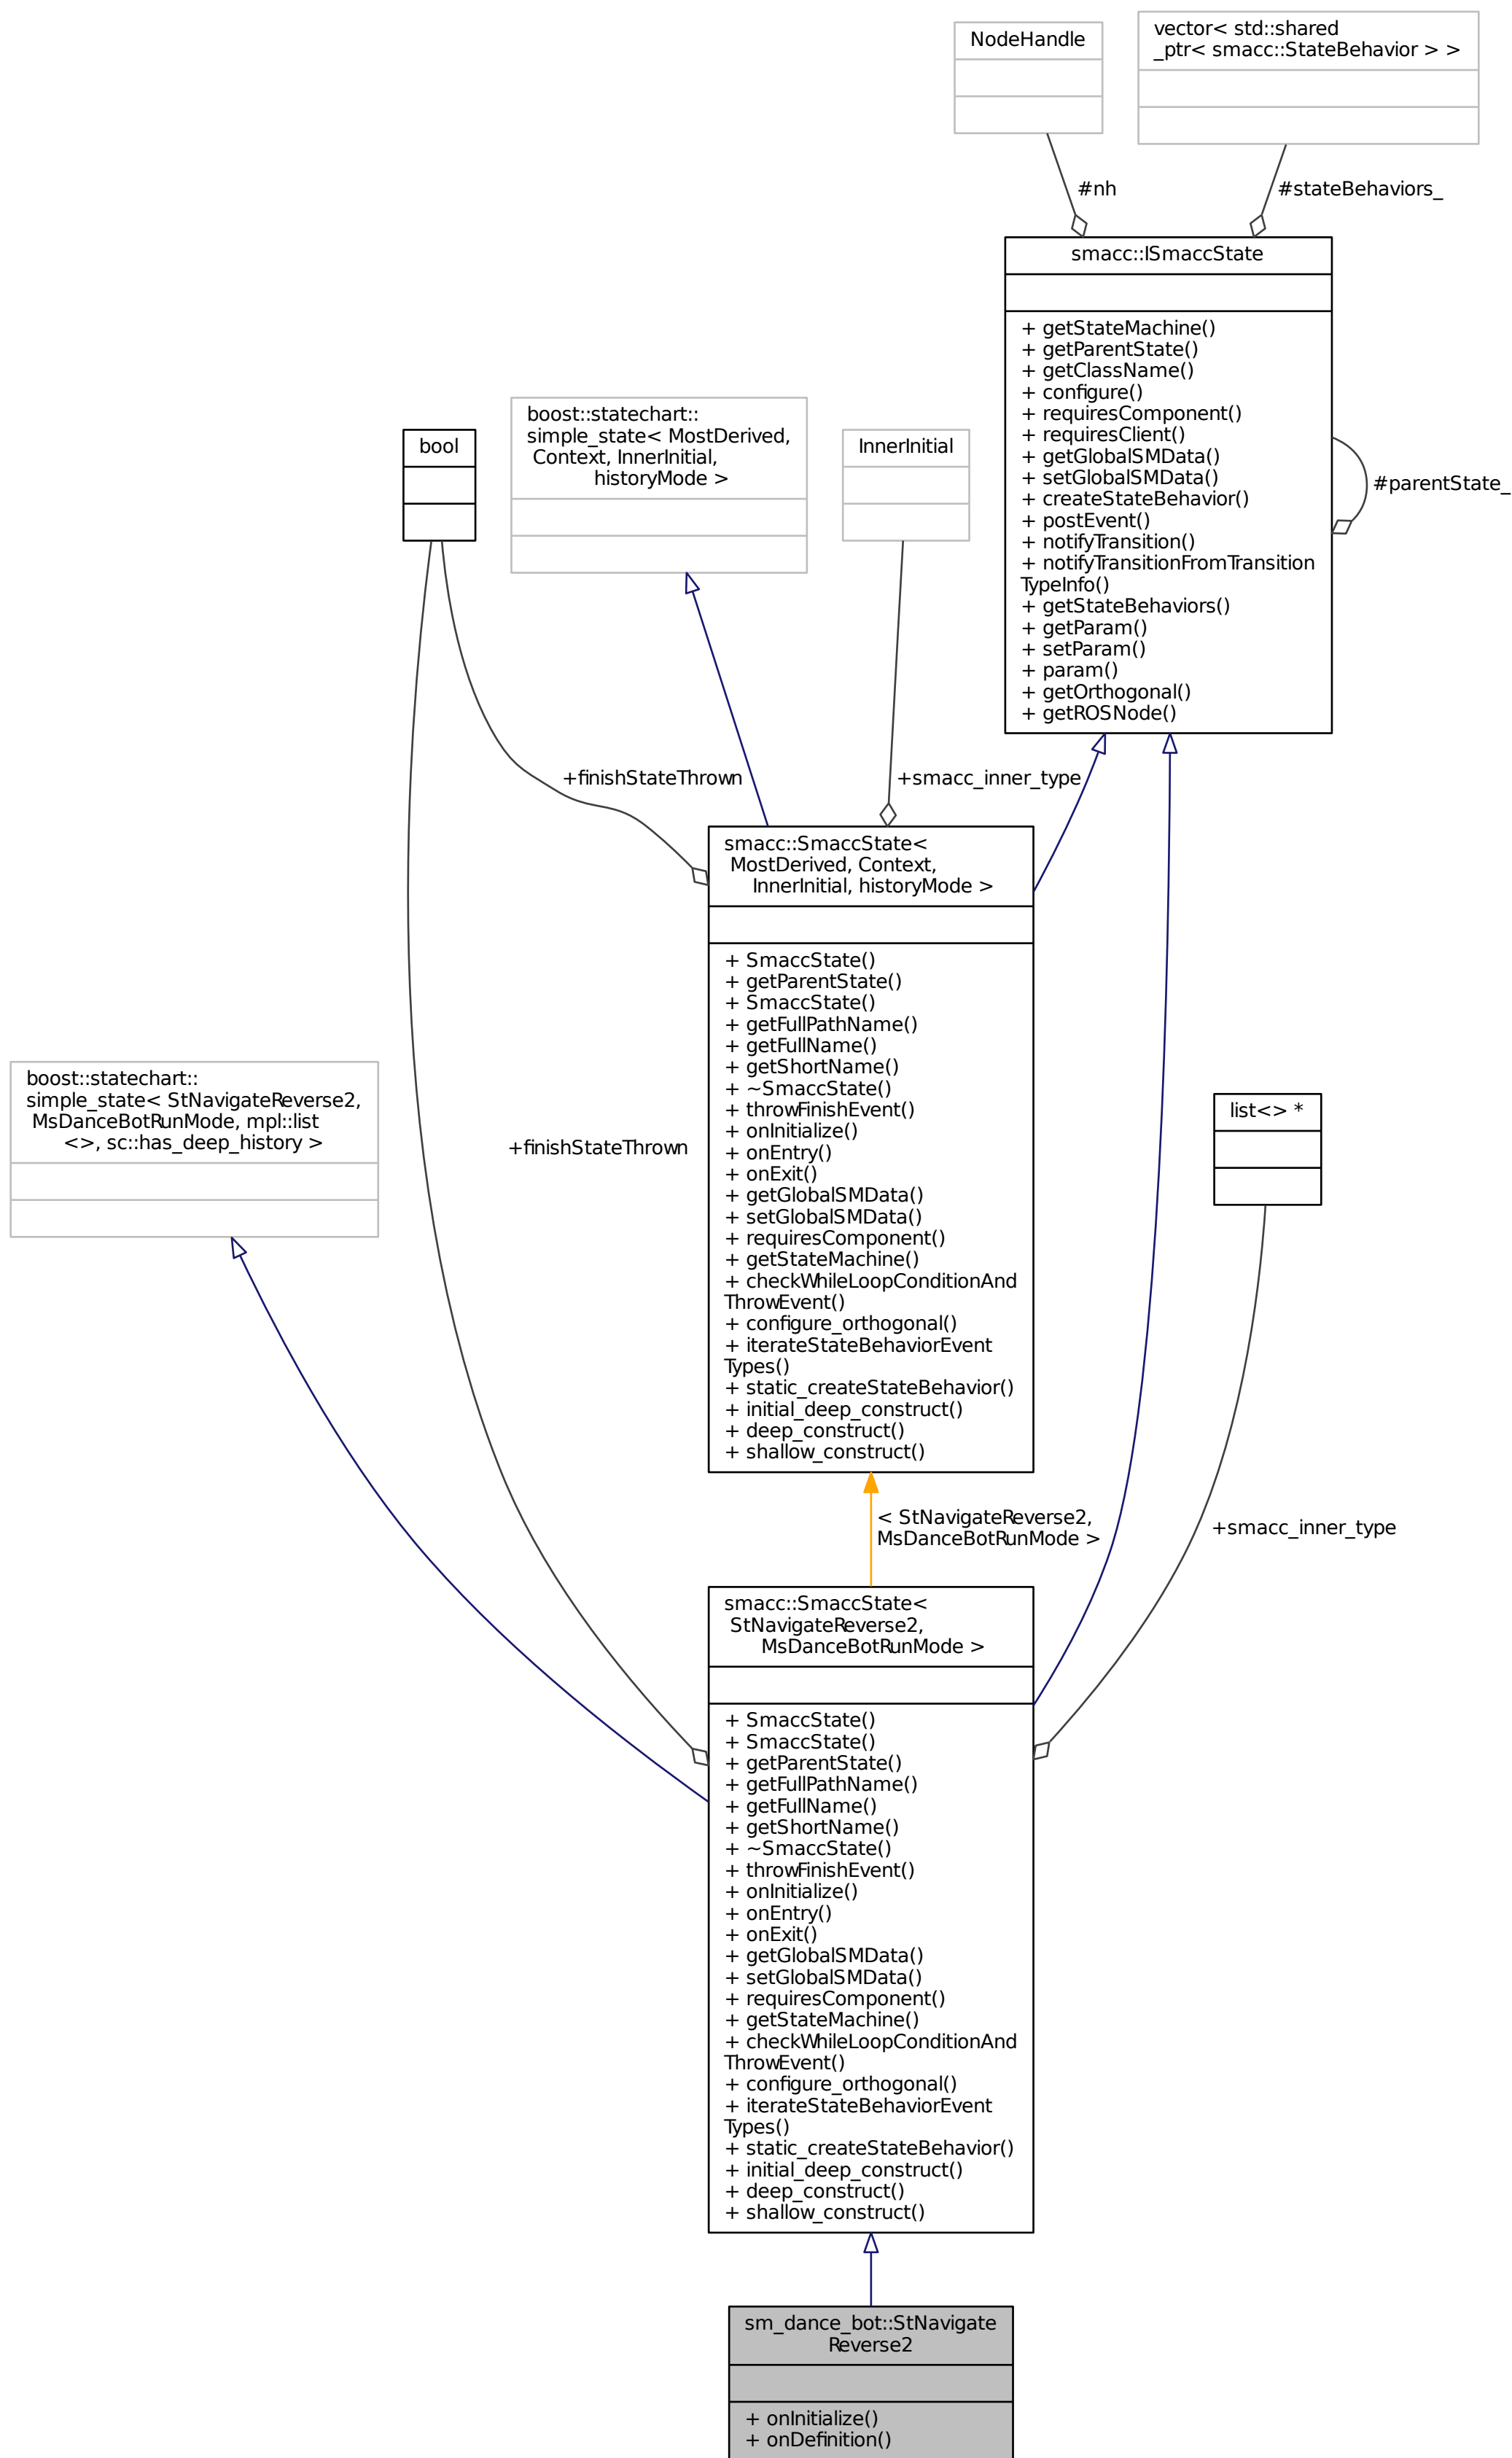 NodeHandle
vector< std::shared
_ptr< smacc::StateBehavior > >
#nh
#stateBehaviors_
smacc::ISmaccState
+ getStateMachine()
+ getParentState()
+ getClassName()
+ configure()
+ requiresComponent()
+ requiresClient()
+ getGlobalSMData()
+ setGlobalSMData()
+ createStateBehavior()
+ postEvent()
+ notifyTransition()
+ notifyTransitionFromTransition
TypeInfo()
+ getStateBehaviors()
+ getParam()
+ setParam()
+ param()
+ getOrthogonal()
+ getROSNode()
#parentState_
bool
boost::statechart::
simple_state< MostDerived,
Context, InnerInitial,
historyMode >
InnerInitial
+finishStateThrown
+smacc_inner_type
smacc::SmaccState<
MostDerived, Context,
InnerInitial, historyMode >
+ SmaccState()
+ getParentState()
+ SmaccState()
+ getFullPathName()
+ getFullName()
+ getShortName()
+ ~SmaccState()
+ throwFinishEvent()
+ onInitialize()
+ onEntry()
+ onExit()
+ getGlobalSMData()
+ setGlobalSMData()
+ requiresComponent()
+ getStateMachine()
+ checkWhileLoopConditionAnd
ThrowEvent()
+ configure_orthogonal()
+ iterateStateBehaviorEvent
Types()
+ static_createStateBehavior()
+ initial_deep_construct()
+ deep_construct()
+ shallow_construct()
boost::statechart::
simple_state< StNavigateReverse2,
MsDanceBotRunMode, mpl::list
<>, sc::has_deep_history >
+finishStateThrown
list<> *
< StNavigateReverse2,
MsDanceBotRunMode >
+smacc_inner_type
smacc::SmaccState<
StNavigateReverse2,
MsDanceBotRunMode >
+ SmaccState()
+ SmaccState()
+ getParentState()
+ getFullPathName()
+ getFullName()
+ getShortName()
+ ~SmaccState()
+ throwFinishEvent()
+ onInitialize()
+ onEntry()
+ onExit()
+ getGlobalSMData()
+ setGlobalSMData()
+ requiresComponent()
+ getStateMachine()
+ checkWhileLoopConditionAnd
ThrowEvent()
+ configure_orthogonal()
+ iterateStateBehaviorEvent
Types()
+ static_createStateBehavior()
+ initial_deep_construct()
+ deep_construct()
+ shallow_construct()
sm_dance_bot::StNavigate
Reverse2
+ onInitialize()
+ onDefinition()